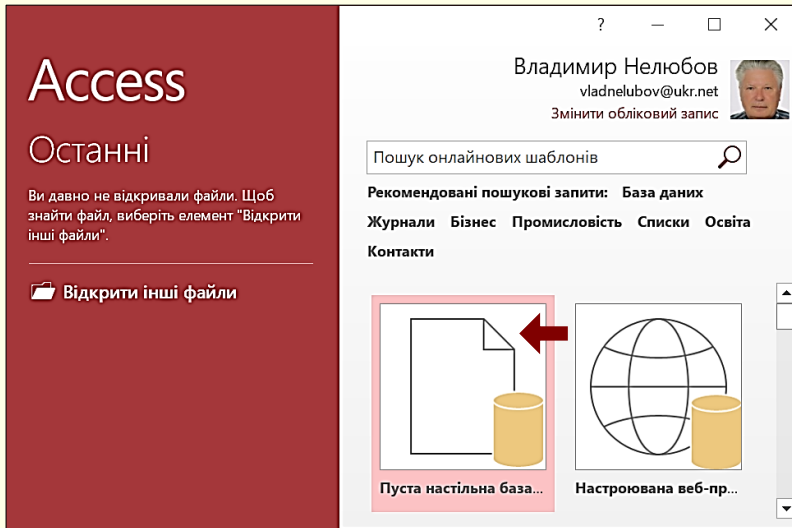 ?
Access
Владимир Нелюбов
vladnelubov@ukr.net
Змінити обліковий запис
Останні
Ви давно не відкривали файли. Щоб
знайти файл, виберіть елемент "Відкрити
інші файли".
Відкрити інші файли
Пошук онлайнових шаблонів
Рекомендовані пошукові запити: База даних
Журнали Бізнес Промисловість Списки Освіта
Контакти
Пуста настільна база...
Настроювана веб-пр...